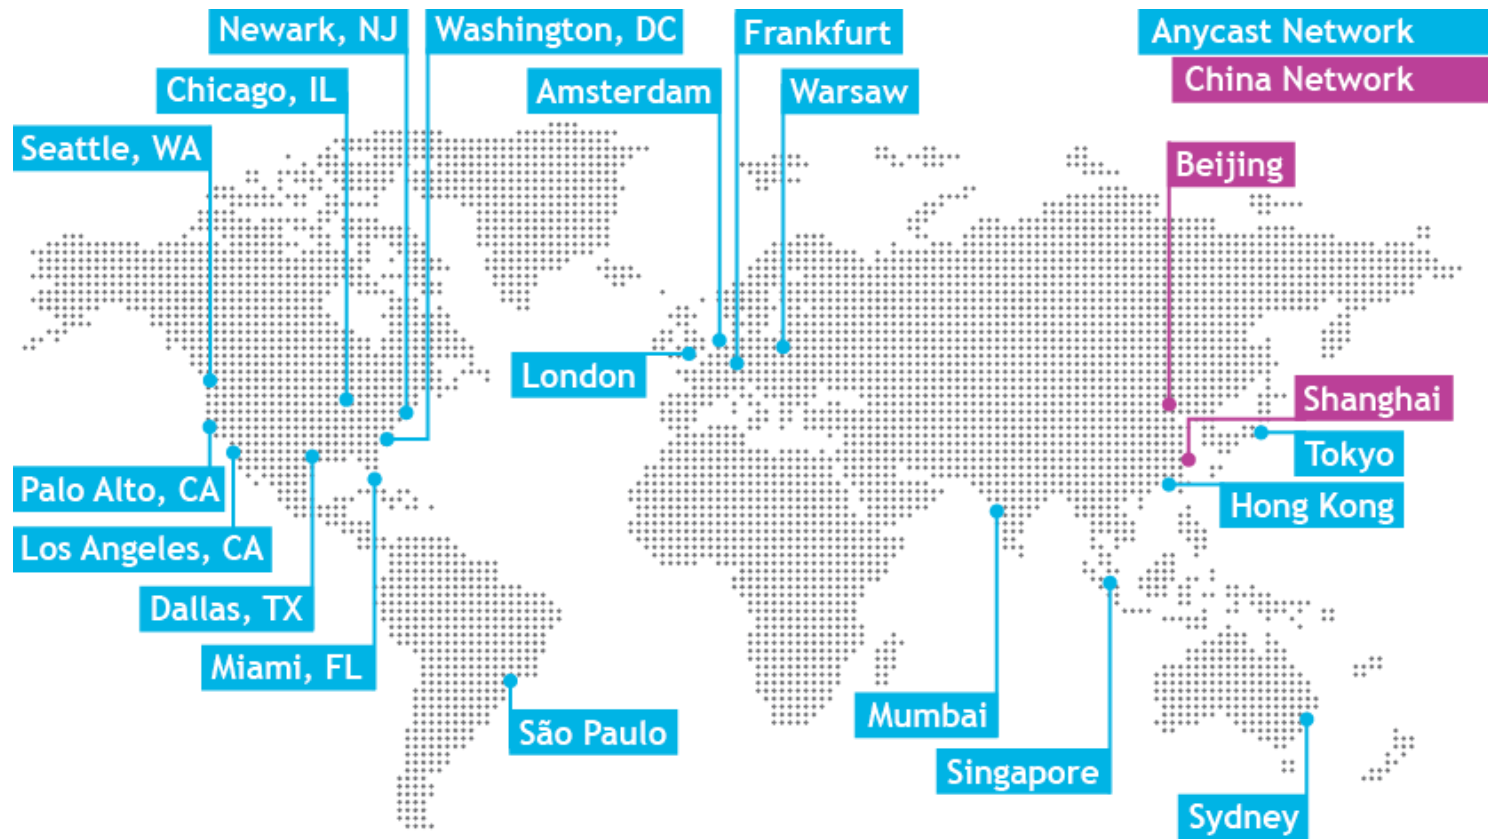 Newark, NJ
Washington, DC
Frankfurt
Anycast Network
China Network
Chicago, IL
Amsterdam
Warsaw
Seattle, WA
Beijing
London
Shanghai
Tokyo
Palo Alto, CA
Hong Kong
Los Angeles, CA
Dallas, TX
Miami, FL
São Paulo
Mumbai
Singapore
Sydney